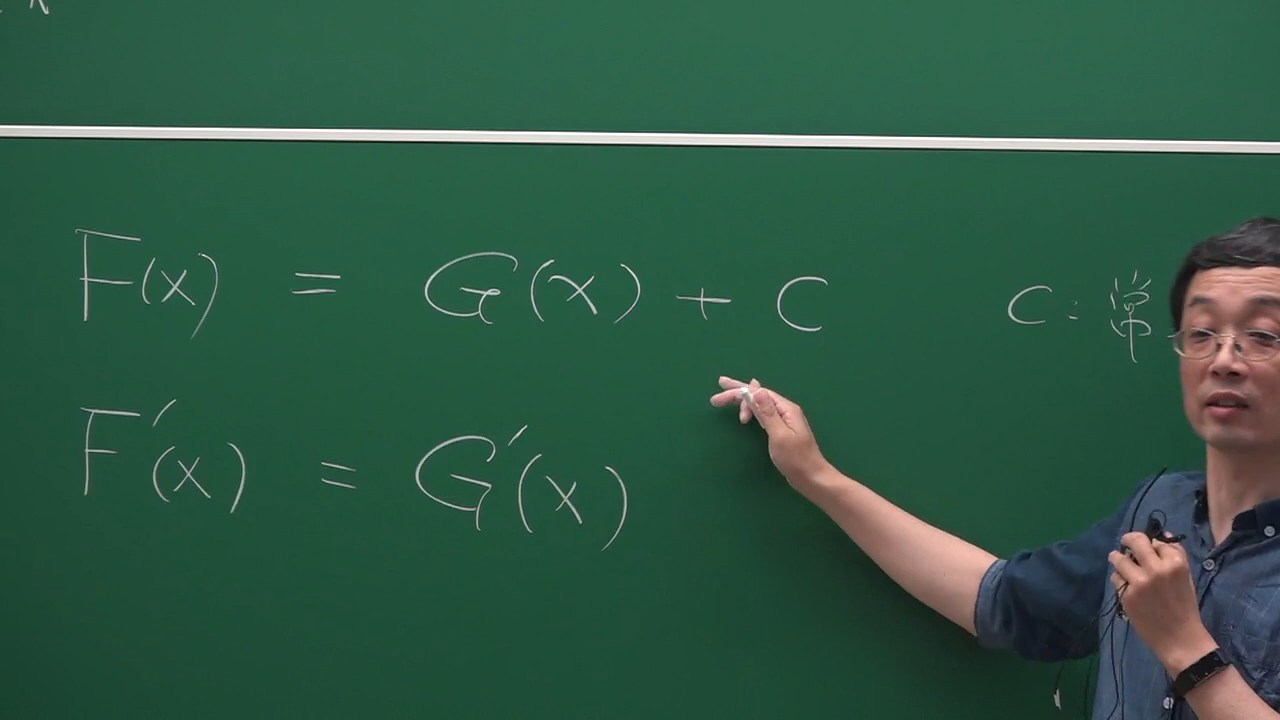 F(x) = G(x) + C C: 常
F'(x) = G'(x)